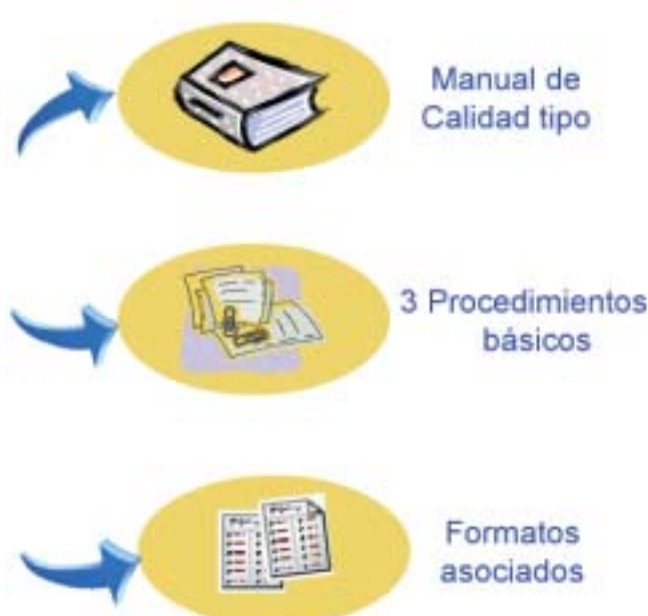 Manual de
Calidad tipo
3 Procedimientos
básicos
Formatos
asociados